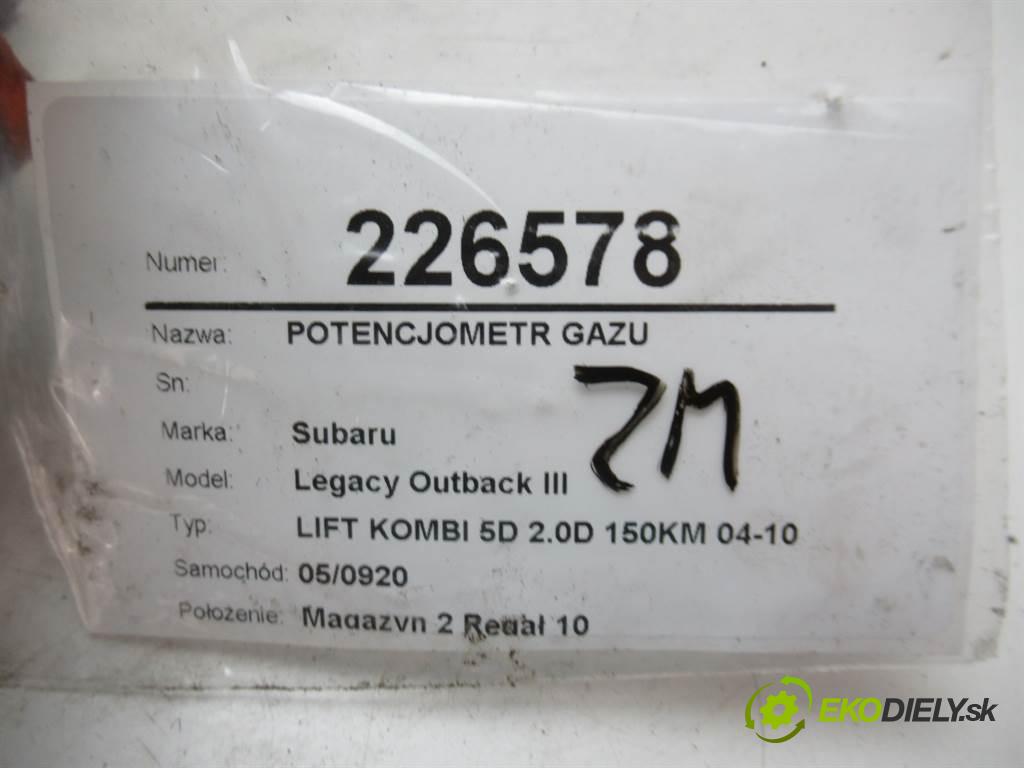 Numer: 226578
Nazwa: POTENCJOMETR GAZU
Sn:
ZM
Marka: Subaru
Model: Legacy Outback III
Typ: LIFT KOMBI 5D 2.0D 150KM 04-10
Samochód: 05/0920
Położenie: Magazyn 2 Regał 10
EKODIELY.sk